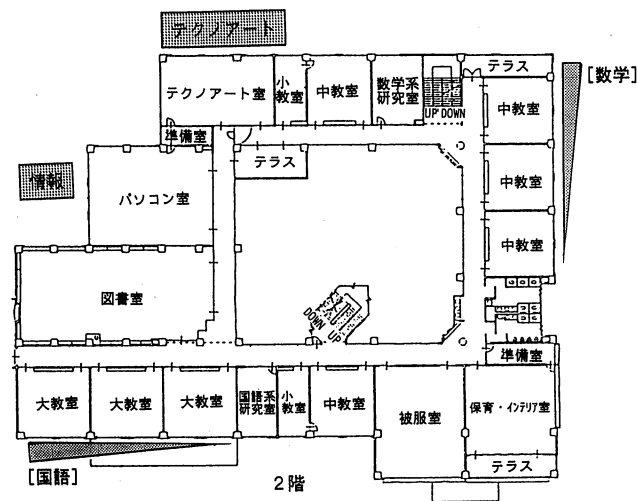 テクノアート
テラス
[数学]
テクノアート室
小
教
室
中教室
数学系
研究室
UP DOWN
中教室
準備室
テラス
情報
パソコン室
中教室
中教室
図書室
DOWN UP
準備室
大教室
大教室
大教室
国語系
研究室
小
教
室
中教室
被服室
保育・インテリア室
テラス
[国語]
2階